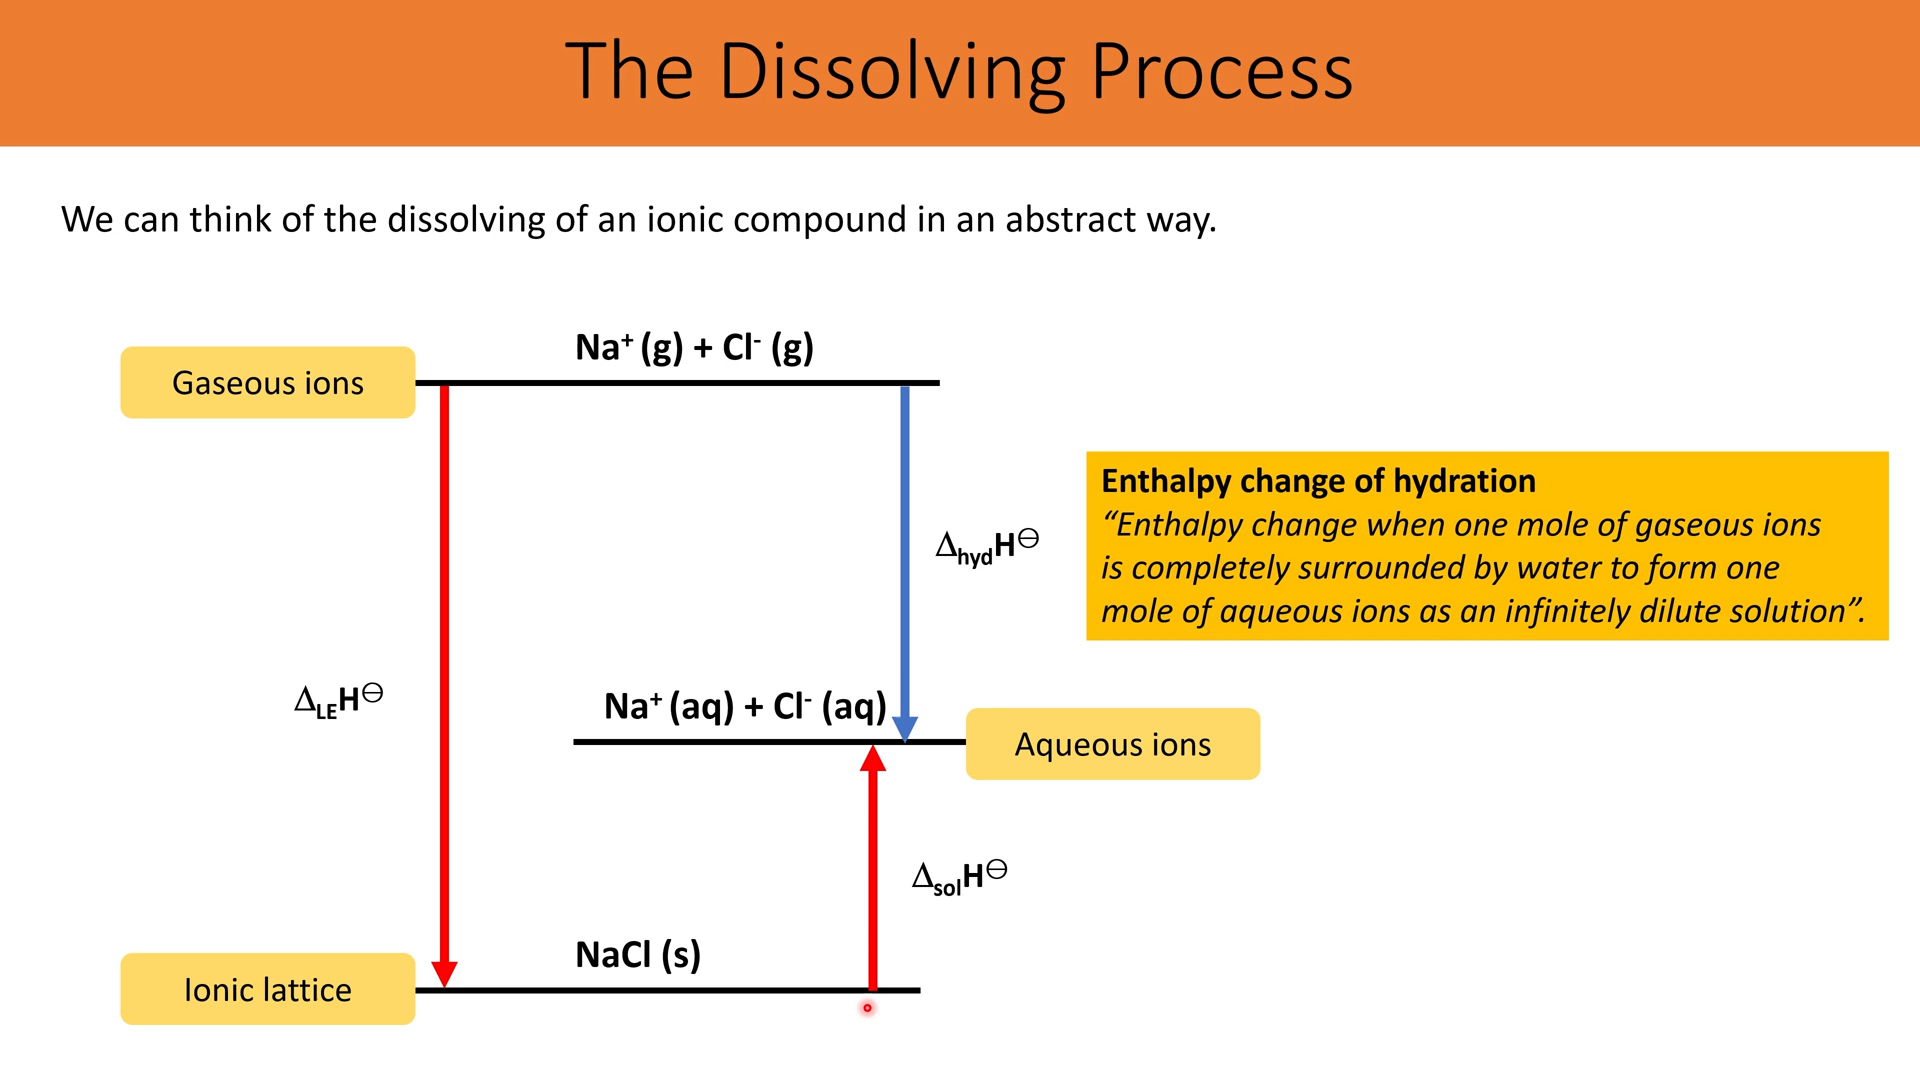 The Dissolving Process
We can think of the dissolving of an ionic compound in an abstract way.
Na⁺ (g) + Cl⁻ (g)
Gaseous ions
Enthalpy change of hydration
“Enthalpy change when one mole of gaseous ions
is completely surrounded by water to form one
mole of aqueous ions as an infinitely dilute solution”.
ΔhydH⊖
ΔLEH⊖
Na⁺ (aq) + Cl⁻ (aq)
Aqueous ions
ΔsolH⊖
NaCl (s)
Ionic lattice